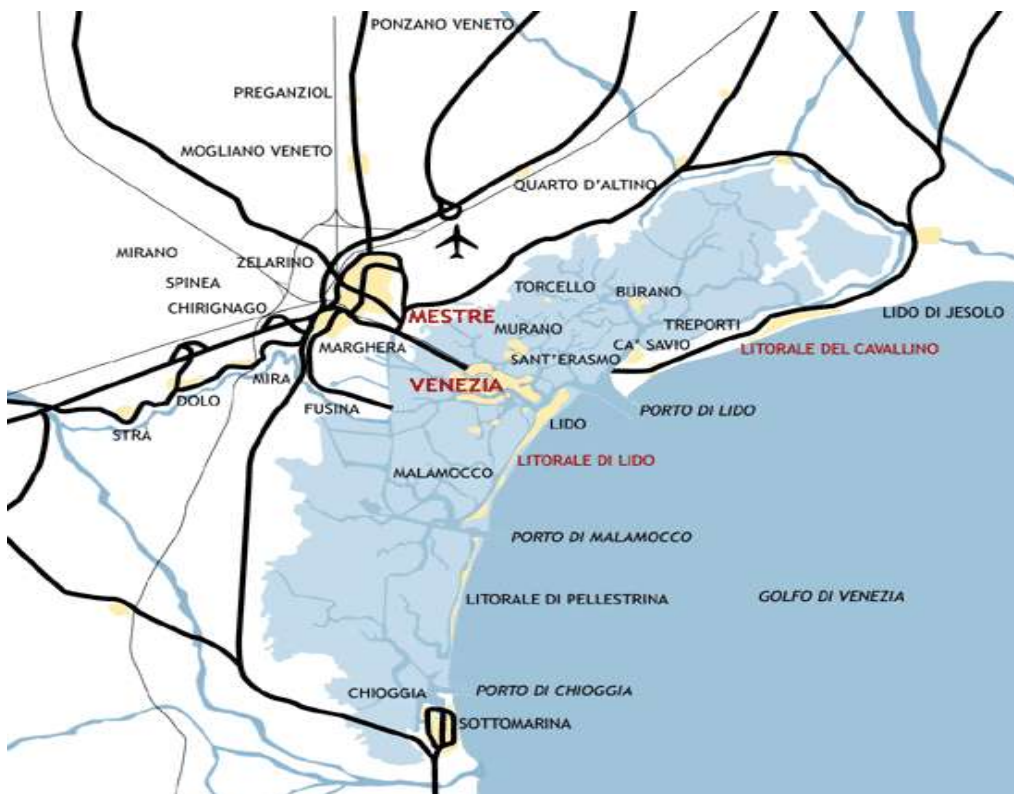 PONZANO VENETO
PREGANZIOL
MOGLIANO VENETO
QUARTO D'ALTINO
MIRANO
ZELARINO
SPINEA
TORCELLO
BURANO
CHIRIGNAGO
LIDO DI JESOLO
MESTRE
MURANO
TREPORTI
MARGHERA
SANT'ERASMO
CA' SAVIO
LITORALE DEL CAVALLINO
MIRA
VENEZIA
DOLO
FUSINA
PORTO DI LIDO
STRÀ
LIDO
LITORALE DI LIDO
MALAMOCCO
PORTO DI MALAMOCCO
LITORALE DI PELLESTRINA
GOLFO DI VENEZIA
CHIOGGIA
PORTO DI CHIOGGIA
SOTTOMARINA